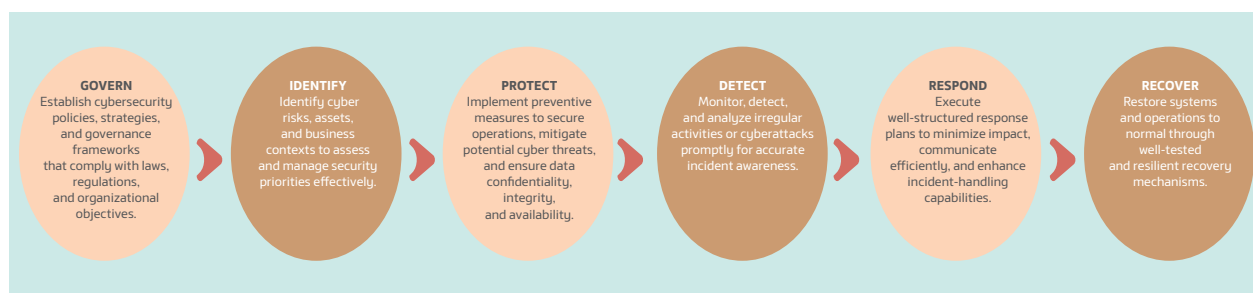 GOVERN
Establish cybersecurity
policies, strategies,
and governance
frameworks
that comply with laws,
regulations,
and organizational
objectives.
IDENTIFY
Identify cyber
risks, assets,
and business
contexts to assess
and manage security
priorities effectively.
PROTECT
Implement preventive
measures to secure
operations, mitigate
potential cyber threats,
and ensure data
confidentiality,
integrity,
and availability.
DETECT
Monitor, detect,
and analyze irregular
activities or cyberattacks
promptly for accurate
incident awareness.
RESPOND
Execute
well-structured response
plans to minimize impact,
communicate
efficiently, and enhance
incident-handling
capabilities.
RECOVER
Restore systems
and operations to
normal through
well-tested
and resilient recovery
mechanisms.